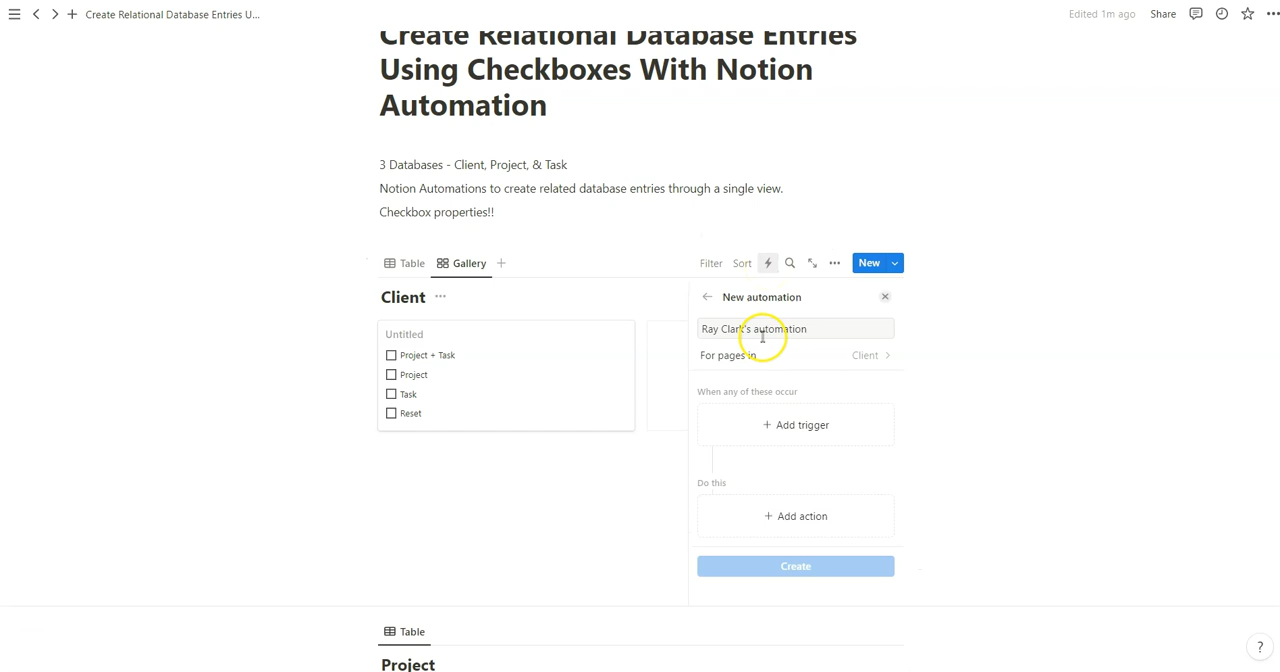 Create Relational Database Entries U...
Edited 1m ago
Share
Create Relational Database Entries
Using Checkboxes With Notion
Automation
3 Databases - Client, Project, & Task
Notion Automations to create related database entries through a single view.
Checkbox properties!!
Table
Gallery
Filter
Sort
New
Client
Untitled
Project + Task
Project
Task
Reset
New automation
Ray Clark's automation
For pages in
Client
When any of these occur
+ Add trigger
Do this
+ Add action
Create
Table
Project
?